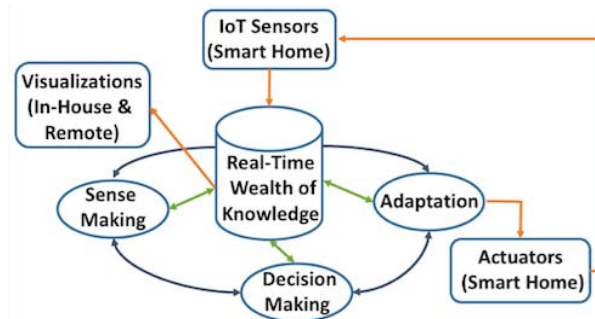 IoT Sensors
(Smart Home)
Visualizations
(In-House &
Remote)
Real-Time
Wealth of
Knowledge
Sense
Making
Adaptation
Decision
Making
Actuators
(Smart Home)